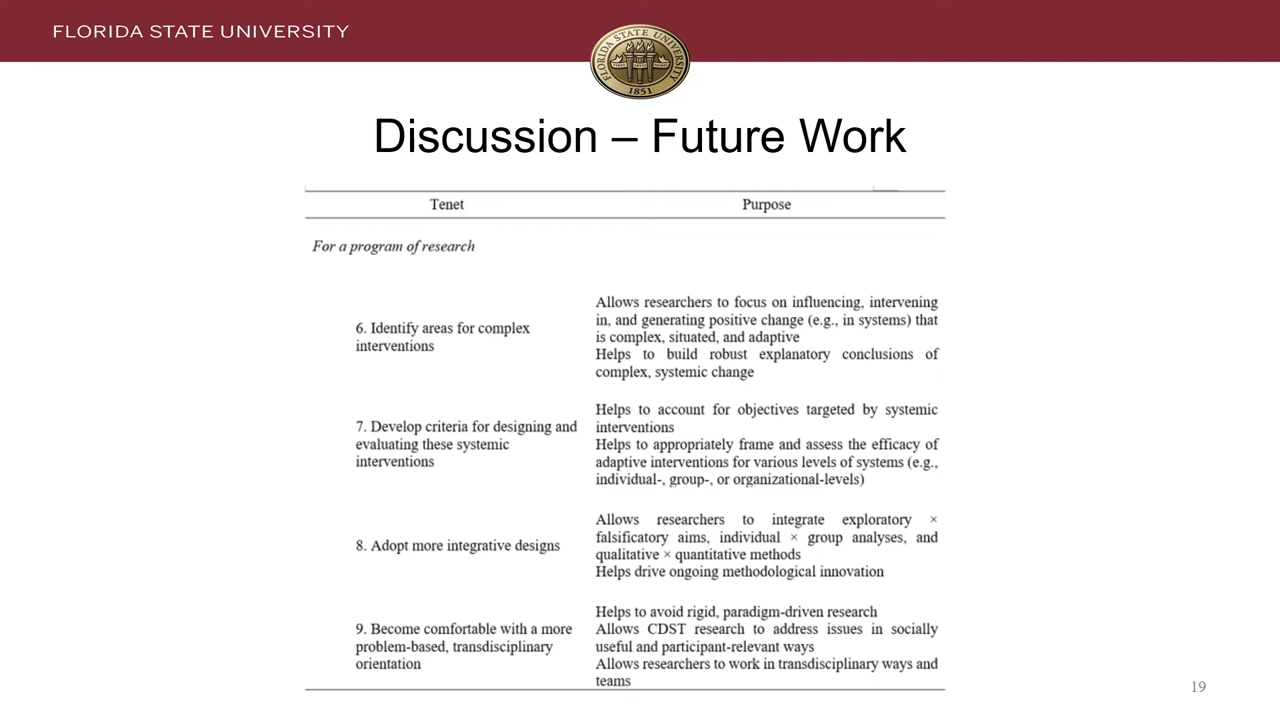 FLORIDA STATE UNIVERSITY
FLORIDA STATE UNIVERSITY
1851
Discussion – Future Work
Tenet
Purpose
For a program of research
6. Identify areas for complex
interventions
Allows researchers to focus on influencing, intervening
in, and generating positive change (e.g., in systems) that
is complex, situated, and adaptive
Helps to build robust explanatory conclusions of
complex, systemic change
7. Develop criteria for designing and
evaluating these systemic
interventions
Helps to account for objectives targeted by systemic
interventions
Helps to appropriately frame and assess the efficacy of
adaptive interventions for various levels of systems (e.g.,
individual-, group-, or organizational-levels)
8. Adopt more integrative designs
Allows researchers to integrate exploratory ×
falsificatory aims, individual × group analyses, and
qualitative × quantitative methods
Helps drive ongoing methodological innovation
9. Become comfortable with a more
problem-based, transdisciplinary
orientation
Helps to avoid rigid, paradigm-driven research
Allows CDST research to address issues in socially
useful and participant-relevant ways
Allows researchers to work in transdisciplinary ways and
teams
19